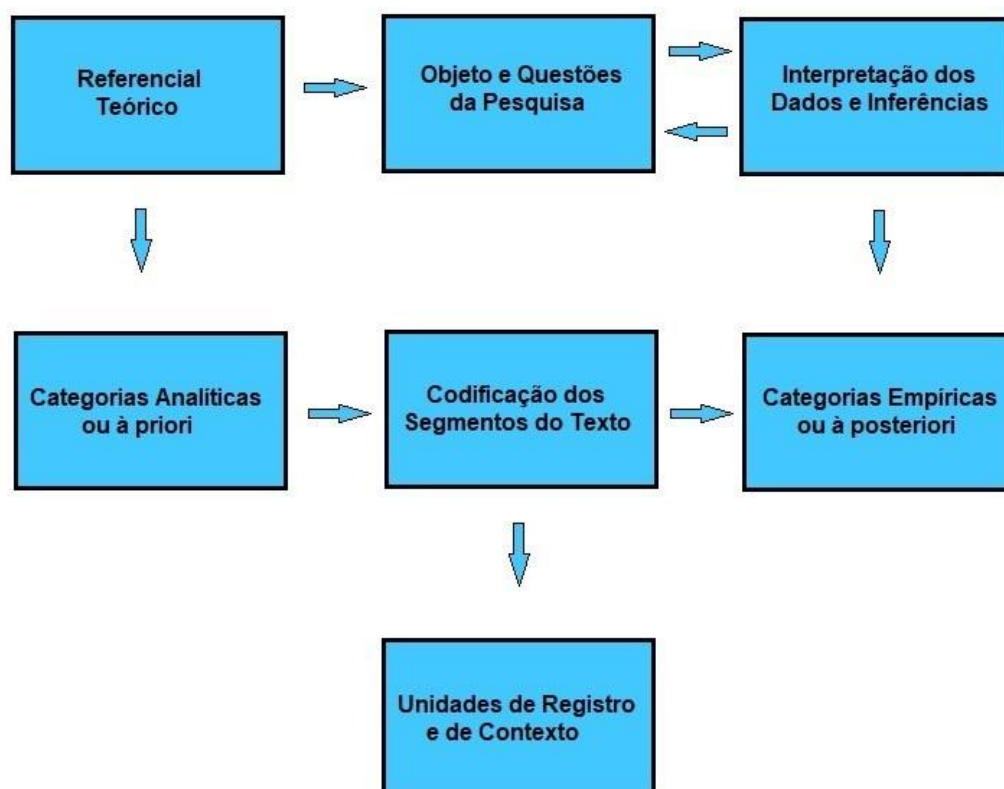 Referencial
Teórico
Objeto e Questões
da Pesquisa
Interpretação dos
Dados e Inferências
Categorias Analíticas
ou à priori
Codificação dos
Segmentos do Texto
Categorias Empíricas
ou à posteriori
Unidades de Registro
e de Contexto